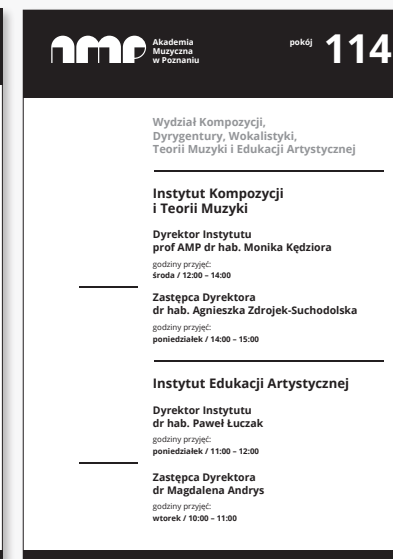 amp
Akademia
Muzyczna
w Poznaniu
pokój 114
Wydział Kompozycji,
Dyrygentury, Wokalistyki,
Teorii Muzyki i Edukacji Artystycznej
Instytut Kompozycji
i Teorii Muzyki
Dyrektor Instytutu
prof AMP dr hab. Monika Kędziora
godziny przyjęć:
środa / 12:00 – 14:00
Zastępca Dyrektora
dr hab. Agnieszka Zdrojek-Suchodolska
godziny przyjęć:
poniedziałek / 14:00 – 15:00
Instytut Edukacji Artystycznej
Dyrektor Instytutu
dr hab. Paweł Łuczak
godziny przyjęć:
poniedziałek / 11:00 – 12:00
Zastępca Dyrektora
dr Magdalena Andrys
godziny przyjęć:
wtorek / 10:00 – 11:00